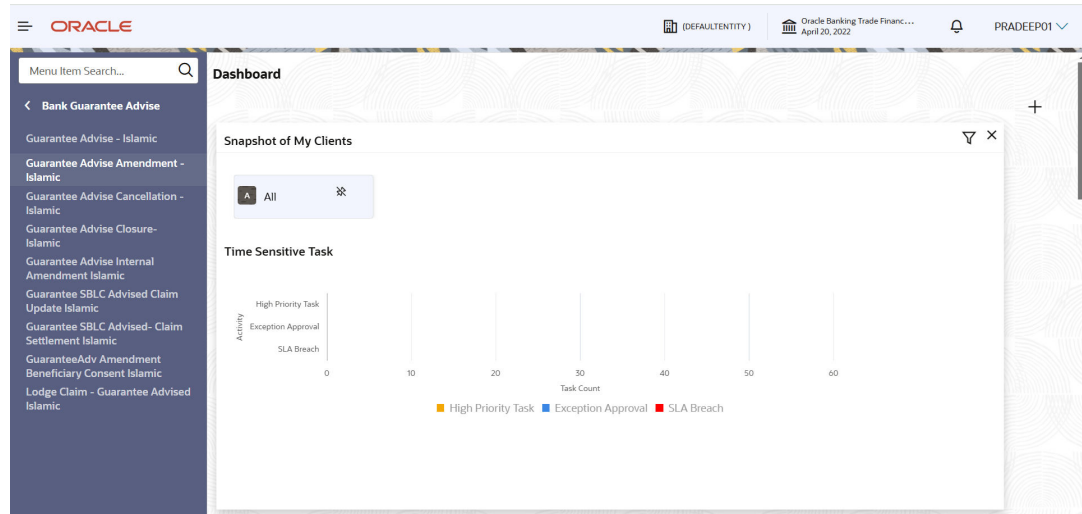 ORACLE
(DEFAULTENTITY )
Oracle Banking Trade Financ...
April 20, 2022
PRADEEP01
Menu Item Search...
Bank Guarantee Advise
Guarantee Advise - Islamic
Guarantee Advise Amendment -
Islamic
Guarantee Advise Cancellation -
Islamic
Guarantee Advise Closure-
Islamic
Guarantee Advise Internal
Amendment Islamic
Guarantee SBLC Advised Claim
Update Islamic
Guarantee SBLC Advised- Claim
Settlement Islamic
GuaranteeAdv Amendment
Beneficiary Consent Islamic
Lodge Claim - Guarantee Advised
Islamic
Dashboard
Snapshot of My Clients
A All
Time Sensitive Task
Activity
High Priority Task
Exception Approval
SLA Breach
0 10 20 30 40 50 60
Task Count
High Priority Task Exception Approval SLA Breach